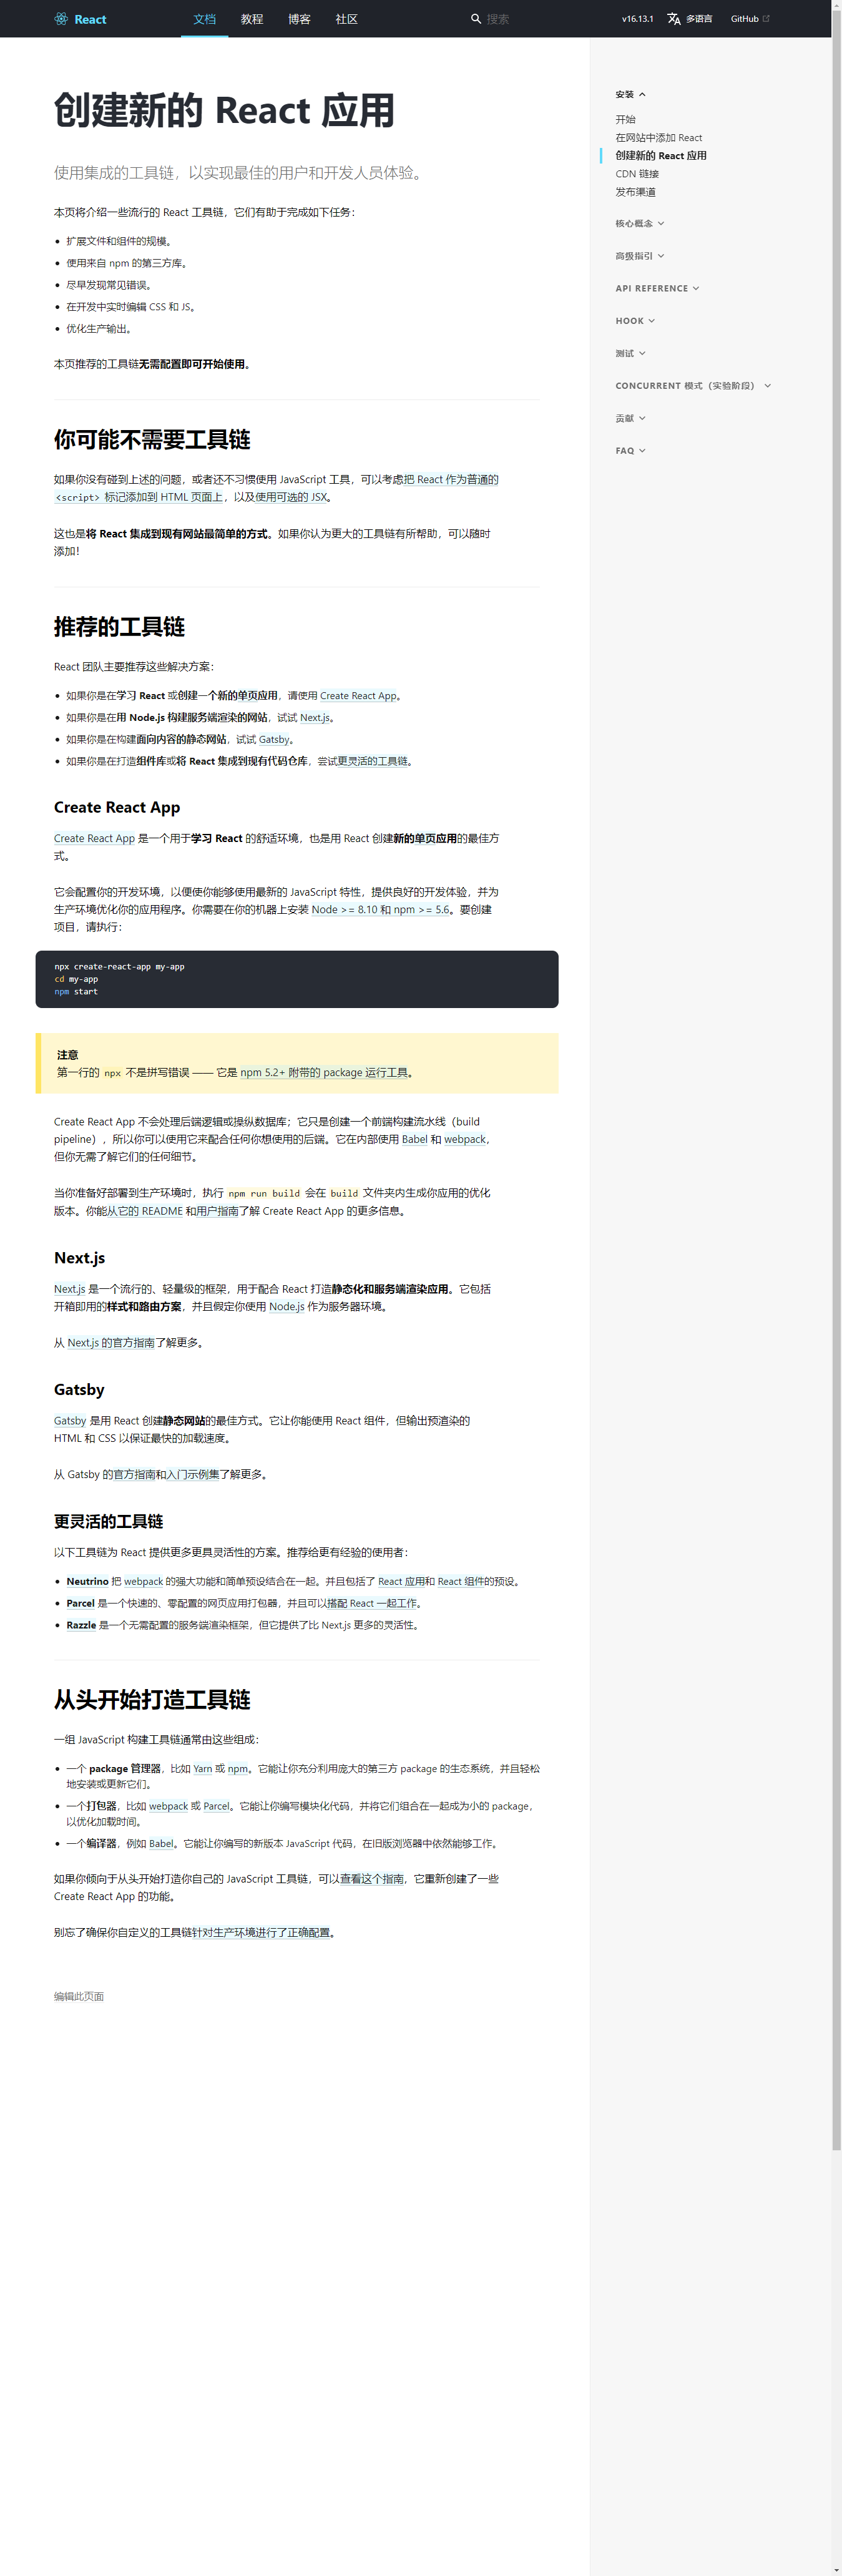 React
文档
教程
博客
社区
搜索
v16.13.1
多语言
GitHub
创建新的 React 应用
使用集成的工具链，以实现最佳的用户和开发人员体验。
本页将介绍一些流行的 React 工具链，它们有助于完成如下任务：
扩展文件和组件的规模。
使用来自 npm 的第三方库。
尽早发现常见错误。
在开发中实时编辑 CSS 和 JS。
优化生产输出。
本页推荐的工具链无需配置即可开始使用。
你可能不需要工具链
如果你没有碰到上述的问题，或者还不习惯使用 JavaScript 工具，可以考虑把 React 作为普通的
<script> 标记添加到 HTML 页面上，以及使用可选的 JSX。
这也是将 React 集成到现有网站最简单的方式。如果你认为更大的工具链有所帮助，可以随时
添加！
推荐的工具链
React 团队主要推荐这些解决方案：
如果你是在学习 React 或创建一个新的单页应用，请使用 Create React App。
如果你是在用 Node.js 构建服务端渲染的网站，试试 Next.js。
如果你是在构建面向内容的静态网站，试试 Gatsby。
如果你是在打造组件库或将 React 集成到现有代码仓库，尝试更灵活的工具链。
Create React App
Create React App 是一个用于学习 React 的舒适环境，也是用 React 创建新的单页应用的最佳方
式。
它会配置你的开发环境，以便使你能够使用最新的 JavaScript 特性，提供良好的开发体验，并为
生产环境优化你的应用程序。你需要在你的机器上安装 Node >= 8.10 和 npm >= 5.6。要创建
项目，请执行：
npx create-react-app my-app
cd my-app
npm start
注意
第一行的 npx 不是拼写错误 —— 它是 npm 5.2+ 附带的 package 运行工具。
Create React App 不会处理后端逻辑或操纵数据库；它只是创建一个前端构建流水线（build
pipeline），所以你可以使用它来配合任何你想使用的后端。它在内部使用 Babel 和 webpack，
但你无需了解它们的任何细节。
当你准备好部署到生产环境时，执行 npm run build 会在 build 文件夹内生成你应用的优化
版本。你能从它的 README 和用户指南了解 Create React App 的更多信息。
Next.js
Next.js 是一个流行的、轻量级的框架，用于配合 React 打造静态化和服务端渲染应用。它包括
开箱即用的样式和路由方案，并且假定你使用 Node.js 作为服务器环境。
从 Next.js 的官方指南了解更多。
Gatsby
Gatsby 是用 React 创建静态网站的最佳方式。它让你能使用 React 组件，但输出预渲染的
HTML 和 CSS 以保证最快的加载速度。
从 Gatsby 的官方指南和入门示例集了解更多。
更灵活的工具链
以下工具链为 React 提供更多更具灵活性的方案。推荐给更有经验的使用者：
Neutrino 把 webpack 的强大功能和简单预设结合在一起。并且包括了 React 应用和 React 组件的预设。
Parcel 是一个快速的、零配置的网页应用打包器，并且可以搭配 React 一起工作。
Razzle 是一个无需配置的服务端渲染框架，但它提供了比 Next.js 更多的灵活性。
从头开始打造工具链
一组 JavaScript 构建工具链通常由这些组成：
一个 package 管理器，比如 Yarn 或 npm。它能让你充分利用庞大的第三方 package 的生态系统，并且轻松
地安装或更新它们。
一个打包器，比如 webpack 或 Parcel。它能让你编写模块化代码，并将它们组合在一起成为小的 package，
以优化加载时间。
一个编译器，例如 Babel。它能让你编写的新版本 JavaScript 代码，在旧版浏览器中依然能够工作。
如果你倾向于从头开始打造你自己的 JavaScript 工具链，可以查看这个指南，它重新创建了一些
Create React App 的功能。
别忘了确保你自定义的工具链针对生产环境进行了正确配置。
编辑此页面
安装
开始
在网站中添加 React
创建新的 React 应用
CDN 链接
发布渠道
核心概念
高级指引
API REFERENCE
HOOK
测试
CONCURRENT 模式（实验阶段）
贡献
FAQ